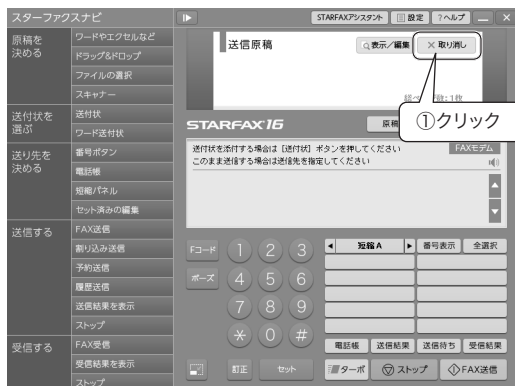 スターファクスナビ
STARFAXアシスタント
設定
?ヘルプ
原稿を
決める
ワードやエクセルなど
ドラッグ&ドロップ
ファイルの選択
スキャナー
送付状を
選ぶ
送付状
ワード送付状
送り先を
決める
番号ボタン
電話帳
短縮パネル
セット済みの編集
送信する
FAX送信
割り込み送信
予約送信
履歴送信
送信結果を表示
ストップ
受信する
FAX受信
受信結果を表示
ストップ
送信原稿
表示/編集
× 取り消し
①クリック
STARFAX 16
原稿
送付状を添付する場合は [送付状] ボタンを押してください
このまま送信する場合は送信先を指定してください
FAXモデム
Fコード
1 2 3
ポーズ
4 5 6
7 8 9
* 0 #
訂正
セット
短縮A
番号表示
全選択
電話帳
送信結果
送信待ち
受信結果
ターボ
ストップ
FAX送信